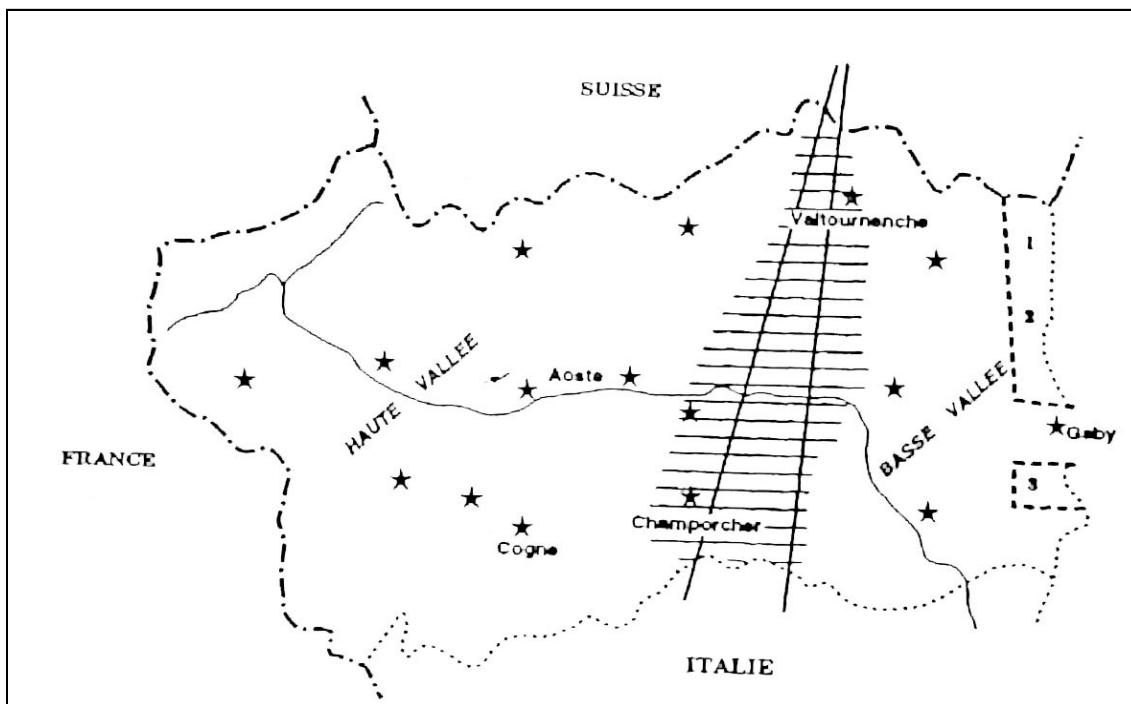 SUISSE
Valtournenche
1
2
HAUTE VALLEE
Aoste
BASSE VALLEE
Gaby
FRANCE
3
Champorcher
Cogne
ITALIE